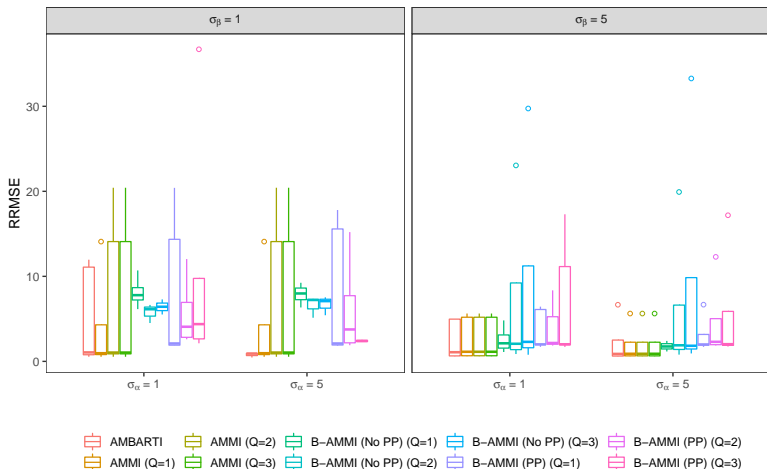 σβ = 1
σβ = 5
RRMSE
30
20
10
0
σα = 1
σα = 5
σα = 1
σα = 5
AMBARTI
AMMI (Q=2)
B-AMMI (No PP) (Q=1)
B-AMMI (No PP) (Q=3)
B-AMMI (PP) (Q=2)
AMMI (Q=1)
AMMI (Q=3)
B-AMMI (No PP) (Q=2)
B-AMMI (PP) (Q=1)
B-AMMI (PP) (Q=3)